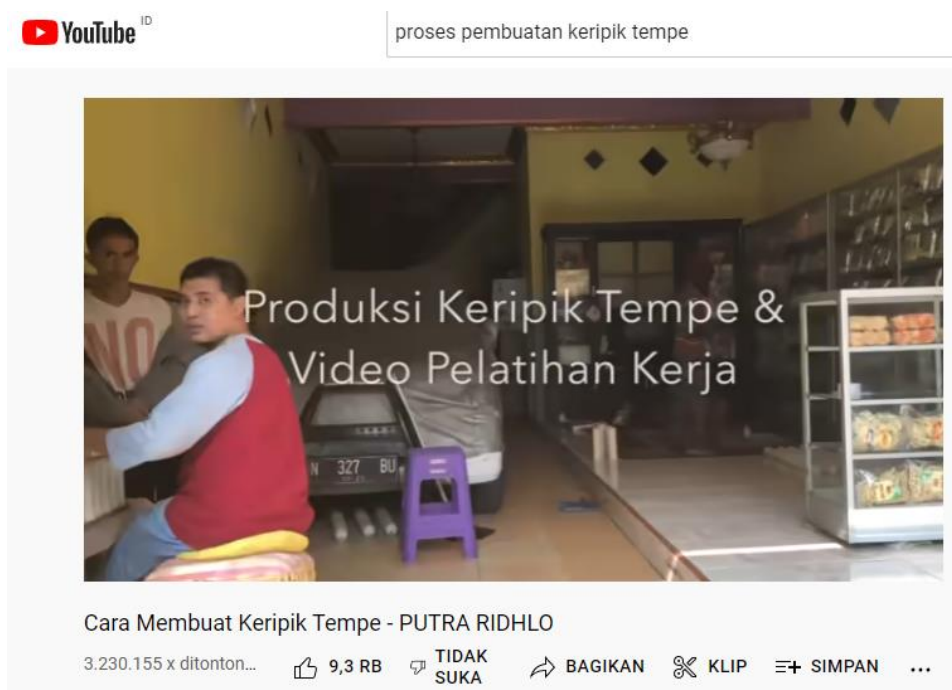 YouTube ID
proses pembuatan keripik tempe
Produksi Keripik Tempe &
Video Pelatihan Kerja
NO
N 327 BU
Cara Membuat Keripik Tempe - PUTRA RIDHLO
3.230.155 x ditonton...
9,3 RB
TIDAK
SUKA
BAGIKAN
KLIP
SIMPAN
...